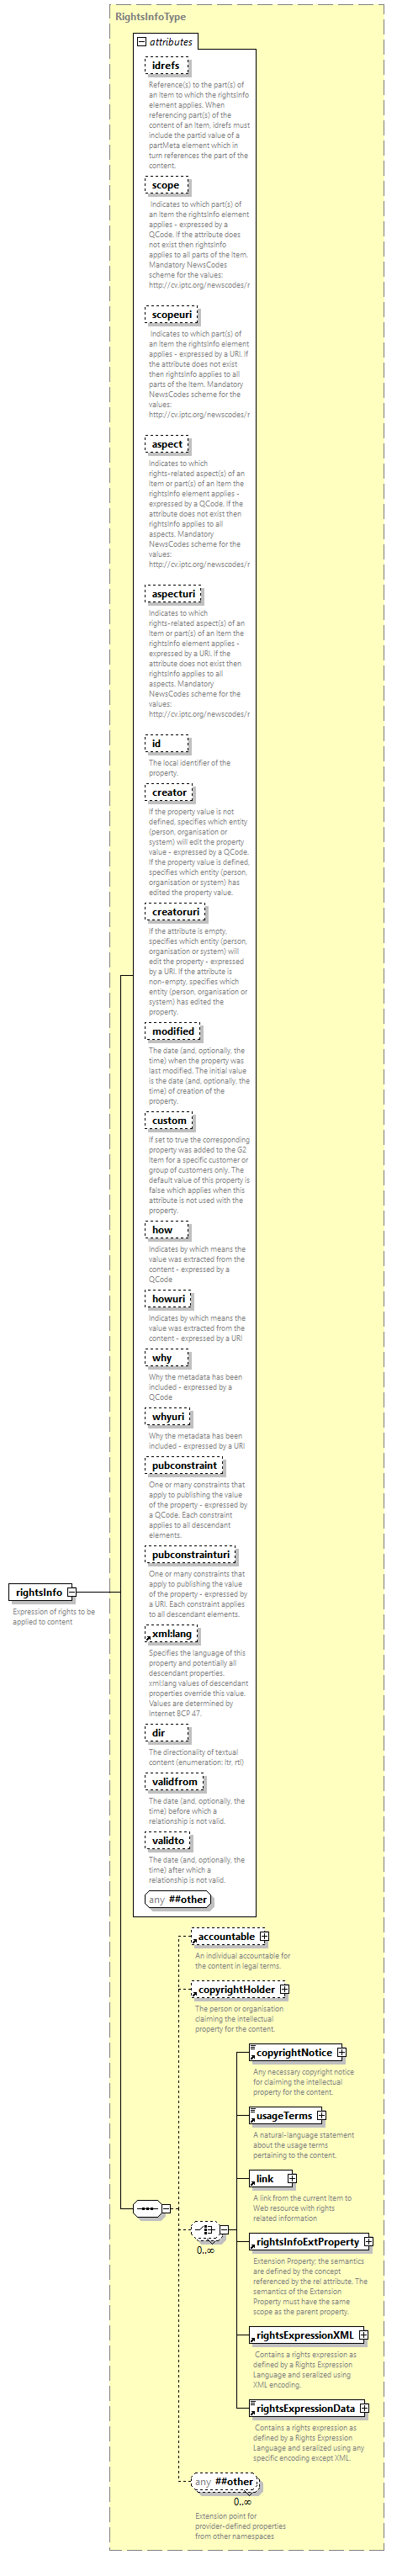 RightsInfoType
attributes
idrefs
Reference(s) to the part(s) of
an Item to which the rightsInfo
element applies. When
referencing part(s) of the
content of an Item, idrefs must
include the partid value of a
partMeta element which in
turn references the part of the
content.
scope
Indicates to which part(s) of
an Item the rightsInfo element
applies - expressed by a
QCode. If the attribute does
not exist then rightsInfo
applies to all parts of the Item.
Mandatory NewsCodes
scheme for the values:
http://cv.iptc.org/newscodes/r
scopeuri
Indicates to which part(s) of
an Item the rightsInfo element
applies - expressed by a URI. If
the attribute does not exist
then rightsInfo applies to all
parts of the Item. Mandatory
NewsCodes scheme for the
values:
http://cv.iptc.org/newscodes/r
aspect
Indicates to which
rights-related aspect(s) of an
Item or part(s) of an Item the
rightsInfo element applies -
expressed by a QCode. If the
attribute does not exist then
rightsInfo applies to all
aspects. Mandatory
NewsCodes scheme for the
values:
http://cv.iptc.org/newscodes/r
aspecturi
Indicates to which
rights-related aspect(s) of an
Item or part(s) of an Item the
rightsInfo element applies -
expressed by a URI. If the
attribute does not exist then
rightsInfo applies to all
aspects. Mandatory
NewsCodes scheme for the
values:
http://cv.iptc.org/newscodes/r
id
The local identifier of the
property.
creator
If the property value is not
defined, specifies which entity
(person, organisation or
system) will edit the property
value - expressed by a QCode.
If the property value is defined,
specifies which entity (person,
organisation or system) has
edited the property value.
creatoruri
If the attribute is empty,
specifies which entity (person,
organisation or system) will
edit the property - expressed
by a URI. If the attribute is
non-empty, specifies which
entity (person, organisation or
system) has edited the
property.
modified
The date (and, optionally, the
time) when the property was
last modified. The initial value
is the date (and, optionally, the
time) of creation of the
property.
custom
If set to true the corresponding
property was added to the G2
Item for a specific customer or
group of customers only. The
default value of this property is
false which applies when this
attribute is not used with the
property.
how
Indicates by which means the
value was extracted from the
content - expressed by a
QCode
howuri
Indicates by which means the
value was extracted from the
content - expressed by a URI
why
Why the metadata has been
included - expressed by a
QCode
whyuri
Why the metadata has been
included - expressed by a URI
pubconstraint
One or many constraints that
apply to publishing the value
of the property - expressed by
a QCode. Each constraint
applies to all descendant
elements.
pubconstrainturi
One or many constraints that
apply to publishing the value
of the property - expressed by
a URI. Each constraint applies
to all descendant elements.
rightsInfo
Expression of rights to be
applied to content
xml:lang
Specifies the language of this
property and potentially all
descendant properties.
xml:lang values of descendant
properties override this value.
Values are determined by
Internet BCP 47.
dir
The directionality of textual
content (enumeration: ltr, rtl)
validfrom
The date (and, optionally, the
time) before which a
relationship is not valid.
validto
The date (and, optionally, the
time) after which a
relationship is not valid.
any ##other
accountable
An individual accountable for
the content in legal terms.
copyrightHolder
The person or organisation
claiming the intellectual
property for the content.
copyrightNotice
Any necessary copyright notice
for claiming the intellectual
property for the content.
usageTerms
A natural-language statement
about the usage terms
pertaining to the content.
link
A link from the current Item to
Web resource with rights
related information
0..∞
rightsInfoExtProperty
Extension Property; the semantics
are defined by the concept
referenced by the rel attribute. The
semantics of the Extension
Property must have the same
scope as the parent property.
rightsExpressionXML
Contains a rights expression as
defined by a Rights Expression
Language and seralized using
XML encoding.
rightsExpressionData
Contains a rights expression as
defined by a Rights Expression
Language and seralized using any
specific encoding except XML.
any ##other
0..∞
Extension point for
provider-defined properties
from other namespaces